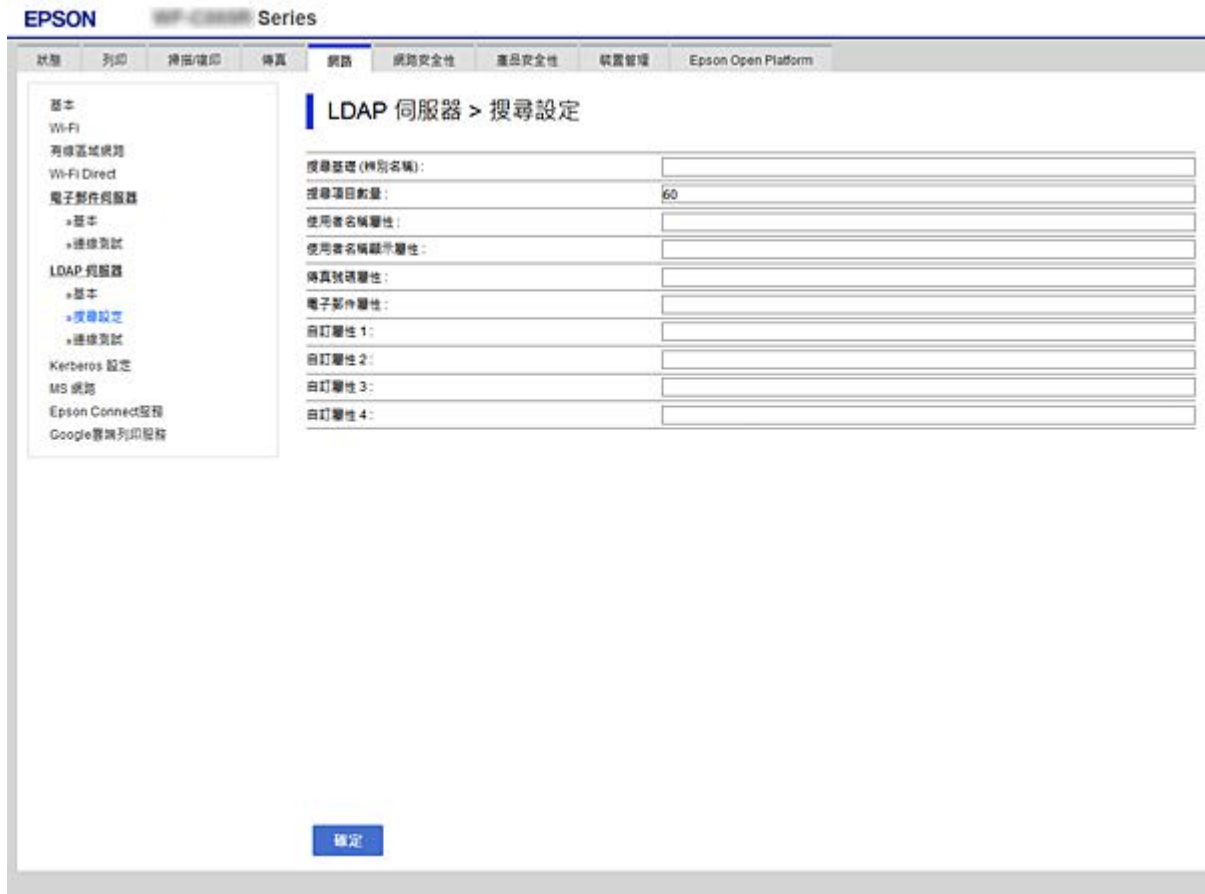 EPSON Series
狀態 列印 掃描/複印 傳真 網路 網路安全性 產品安全性 裝置管理 Epson Open Platform
基本
Wi-Fi
有線區域網路
Wi-Fi Direct
電子郵件伺服器
»基本
»連線測試
LDAP 伺服器
»基本
»搜尋設定
»連線測試
Kerberos 設定
MS 網路
Epson Connect服務
Google雲端列印服務
LDAP 伺服器 > 搜尋設定
搜尋基礎 (辨別名稱) :
搜尋項目數量 : 60
使用者名稱屬性 :
使用者名稱顯示屬性 :
傳真號碼屬性 :
電子郵件屬性 :
自訂屬性 1 :
自訂屬性 2 :
自訂屬性 3 :
自訂屬性 4 :
確定